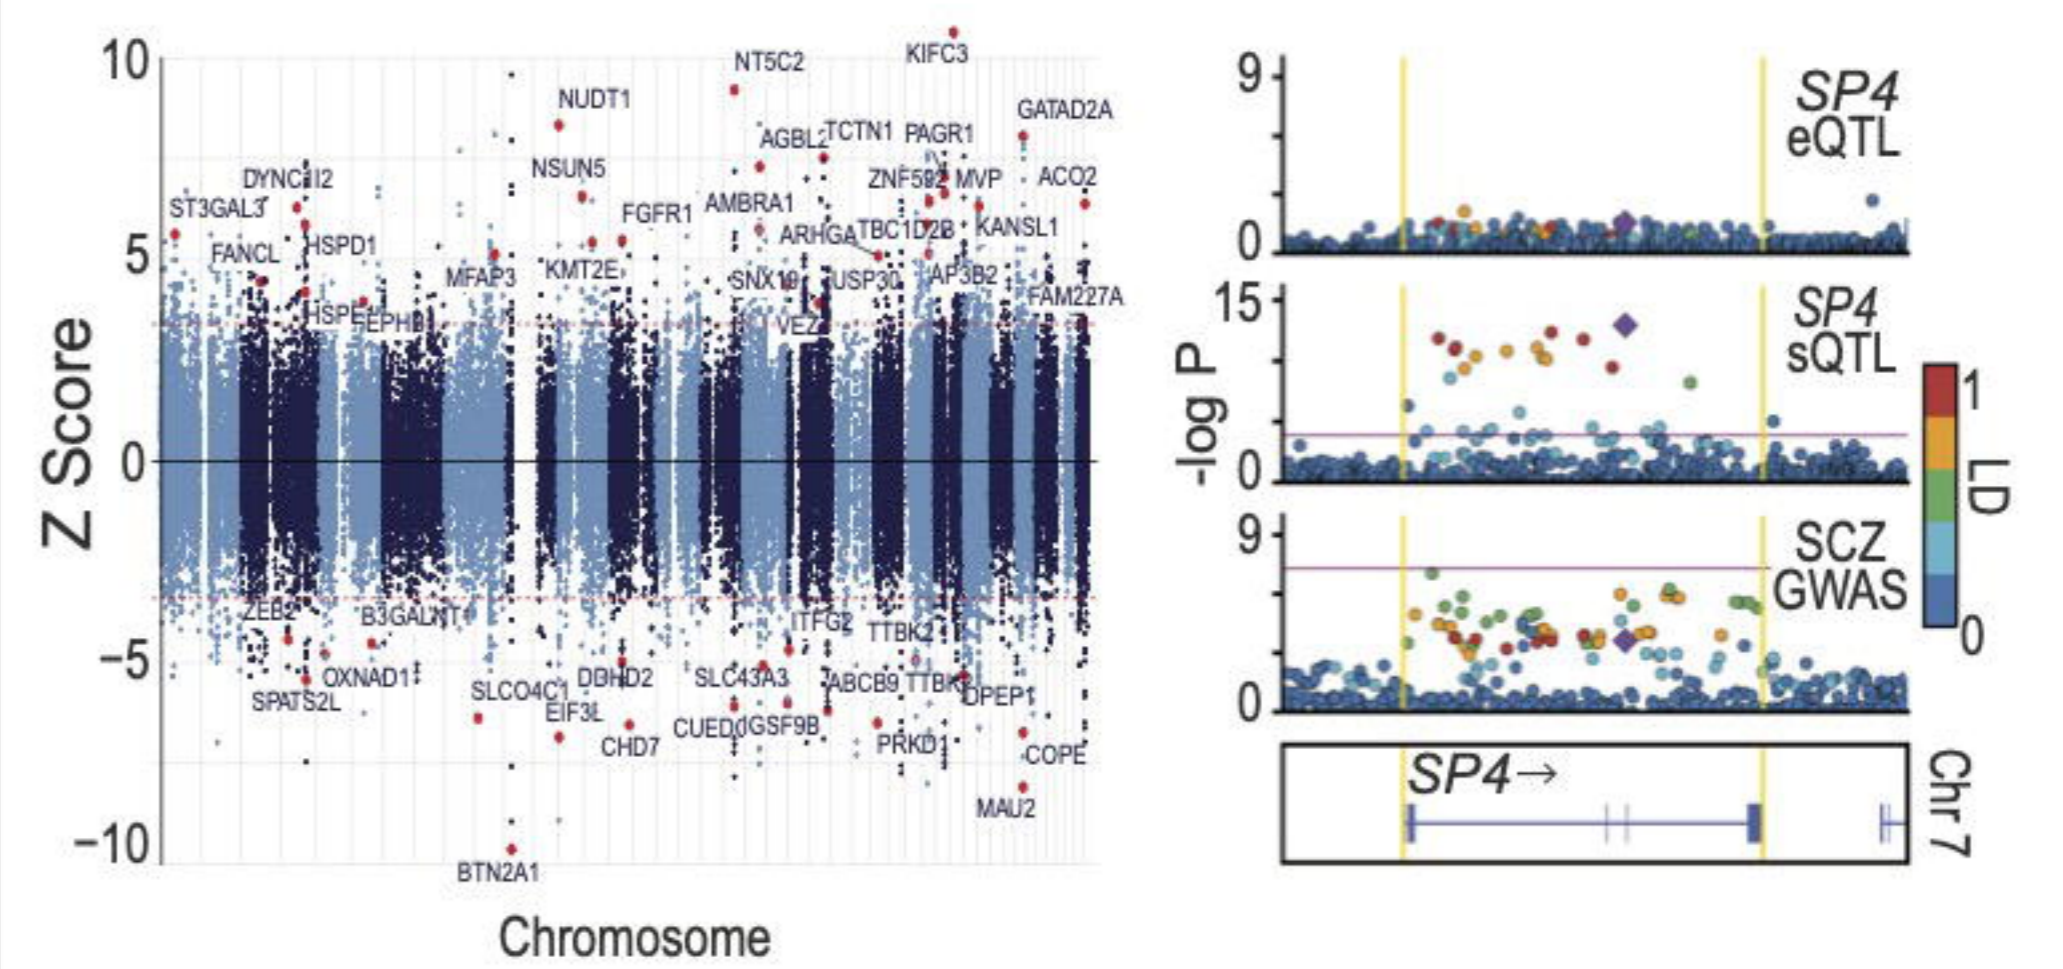 10
5
0
−5
−10
Z Score
Chromosome
KIFC3
NT5C2
NUDT1
GATAD2A
AGBL2
TCTN1
PAGR1
NSUN5
DYNC1I2
ZNF592
MVP
ACO2
ST3GAL3
FGFR1
AMBRA1
KANSL1
HSPD1
ARHGA
TBC1D2B
FANCL
MFAP3
KMT2E
SNX19
USP30
AP3B2
FAM227A
HSPE1
VEZ
ZEB2
B3GALNT1
ITFG2
TTBK2
OXNAD1
SPATS2L
SLCO4C1
DDHD2
SLC43A3
ABCB9
DPEP1
EIF3L
CHD7
IGSF9B
PRKD1
COPE
MAU2
BTN2A1
9
0
SP4
eQTL
15
0
SP4
sQTL
-log P
9
0
SCZ
GWAS
1
LD
0
SP4→
Chr 7